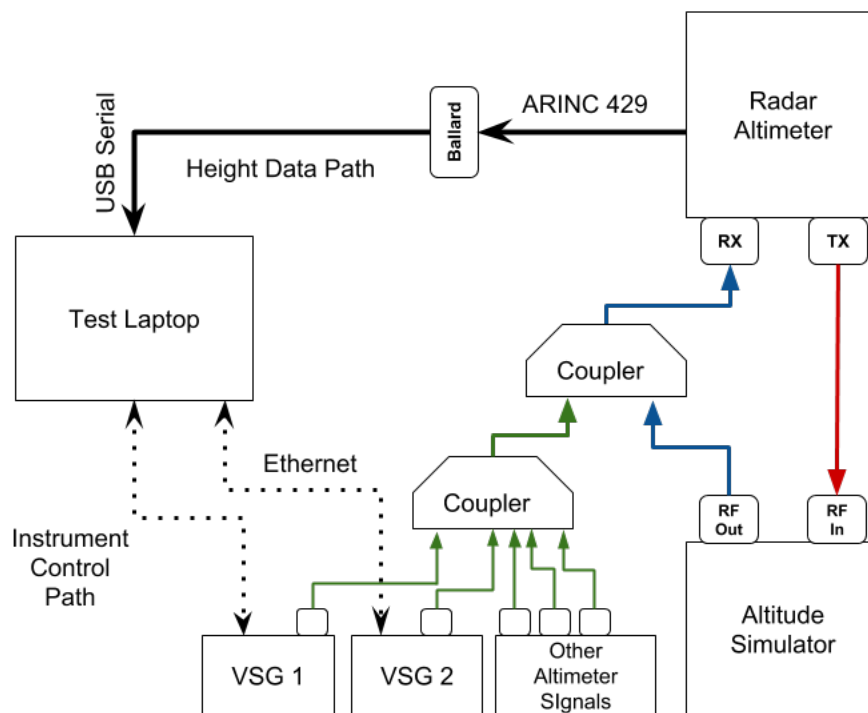 Radar
Altimeter
ARINC 429
Ballard
USB Serial
Height Data Path
RX
TX
Test Laptop
Coupler
Ethernet
Coupler
RF
Out
RF
In
Instrument
Control
Path
Altitude
Simulator
VSG 1
VSG 2
Other
Altimeter
SIgnals